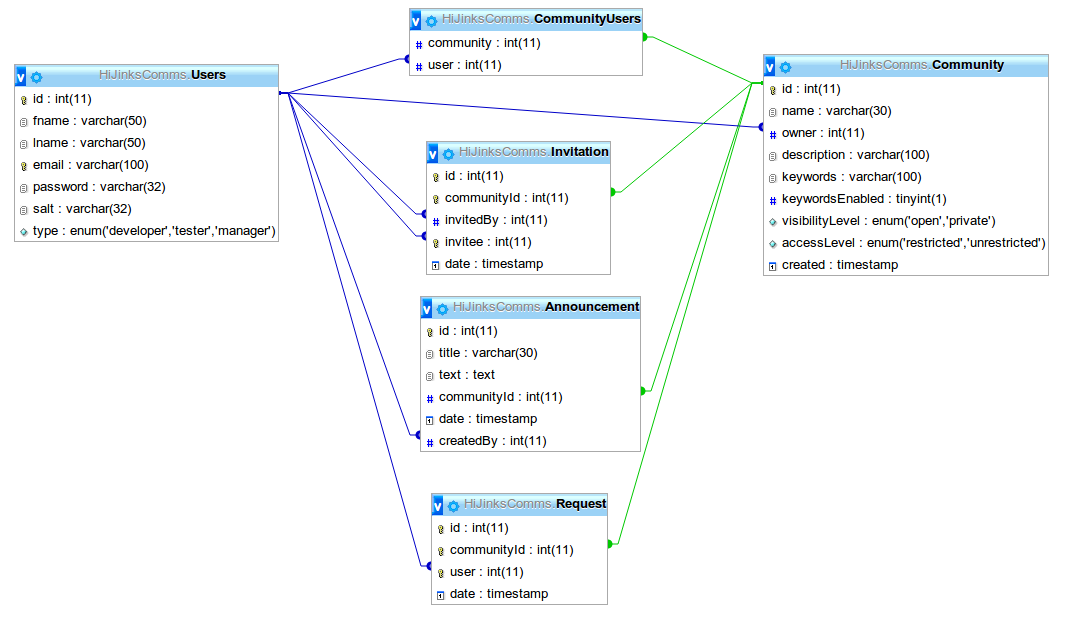 HiJinksComms.Users
id : int(11)
fname : varchar(50)
lname : varchar(50)
email : varchar(100)
password : varchar(32)
salt : varchar(32)
type : enum('developer','tester','manager')
HiJinksComms.CommunityUsers
community : int(11)
user : int(11)
HiJinksComms.Invitation
id : int(11)
communityId : int(11)
invitedBy : int(11)
invitee : int(11)
date : timestamp
HiJinksComms.Announcement
id : int(11)
title : varchar(30)
text : text
communityId : int(11)
date : timestamp
createdBy : int(11)
HiJinksComms.Request
id : int(11)
communityId : int(11)
user : int(11)
date : timestamp
HiJinksComms.Community
id : int(11)
name : varchar(30)
owner : int(11)
description : varchar(100)
keywords : varchar(100)
keywordsEnabled : tinyint(1)
visibilityLevel : enum('open','private')
accessLevel : enum('restricted','unrestricted')
created : timestamp